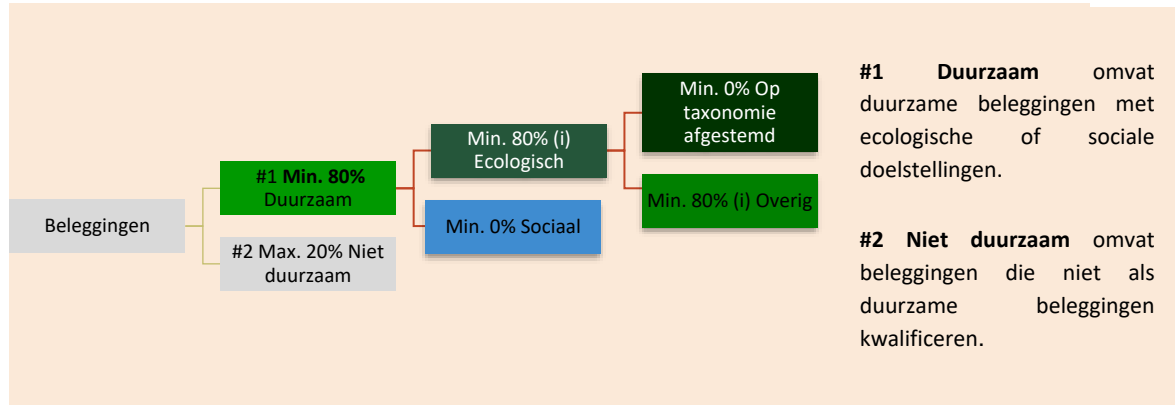 Beleggingen
#1 Min. 80%
Duurzaam
#2 Max. 20% Niet
duurzaam
Min. 80% (i)
Ecologisch
Min. 0% Sociaal
Min. 0% Op
taxonomie
afgestemd
Min. 80% (i) Overig
#1 Duurzaam omvat
duurzame beleggingen met
ecologische of sociale
doelstellingen.
#2 Niet duurzaam omvat
beleggingen die niet als
duurzame beleggingen
kwalificeren.